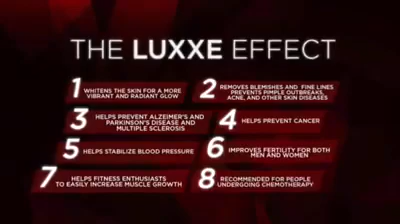 THE LUXXE EFFECT
1 WHITENS THE SKIN FOR A MORE
VIBRANT AND RADIANT GLOW
2 REMOVES BLEMISHES AND FINE LINES
PREVENTS PIMPLE OUTBREAKS,
ACNE, AND OTHER SKIN DISEASES
3 HELPS PREVENT ALZEIMER'S AND
PARKINSON'S DISEASE AND
MULTIPLE SCLEROSIS
4 HELPS PREVENT CANCER
5 HELPS STABILIZE BLOOD PRESSURE
6 IMPROVES FERTILITY FOR BOTH
MEN AND WOMEN
7 HELPS FITNESS ENTHUSIASTS
TO EASILY INCREASE MUSCLE GROWTH
8 RECOMMENDED FOR PEOPLE
UNDERGOING CHEMOTHERAPY